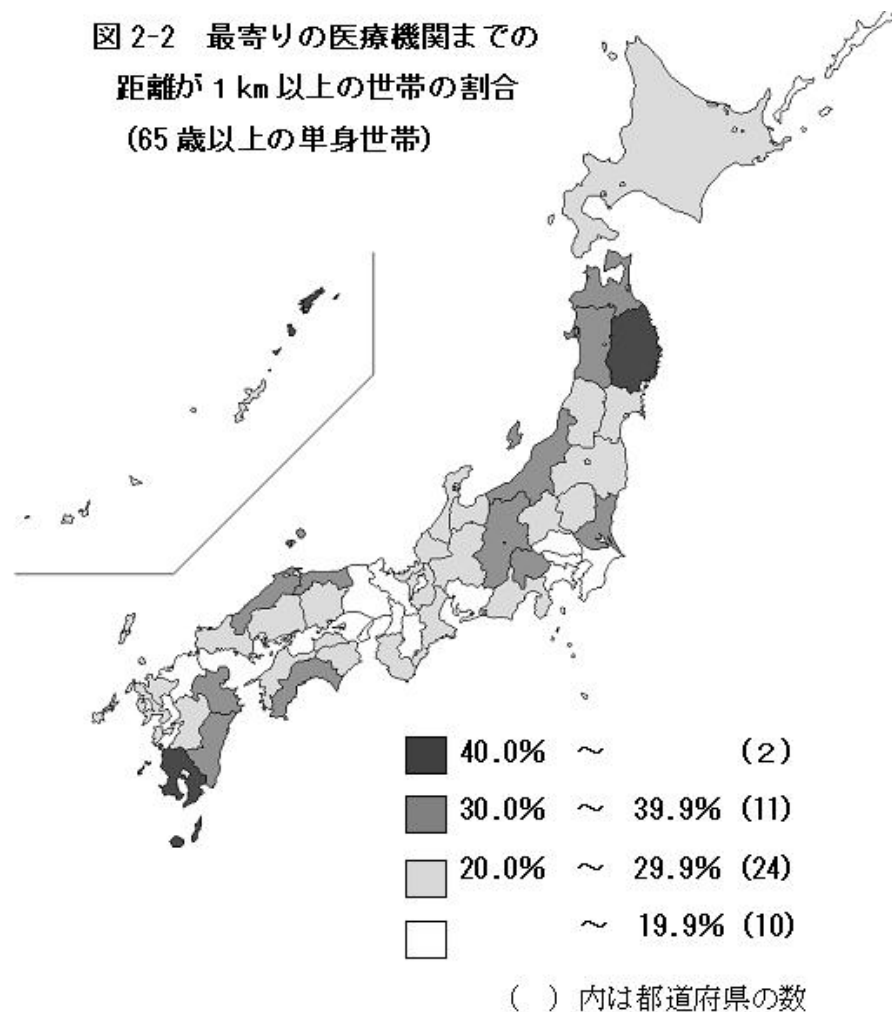 図 2-2 最寄りの医療機関までの
距離が 1 km 以上の世帯の割合
(65 歳以上の単身世帯)
40.0% ～ (2)
30.0% ～ 39.9% (11)
20.0% ～ 29.9% (24)
～ 19.9% (10)
( ) 内は都道府県の数